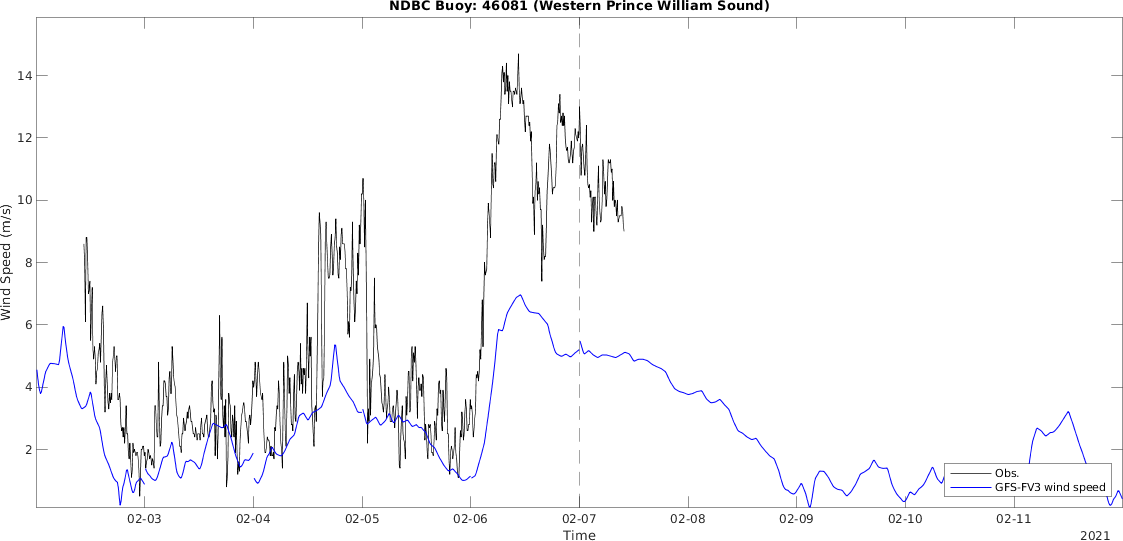 NDBC Buoy: 46081 (Western Prince William Sound)
14
12
10
8
6
4
2
Wind Speed (m/s)
Obs.
GFS-FV3 wind speed
02-03 02-04 02-05 02-06 02-07 02-08 02-09 02-10 02-11
Time
2021